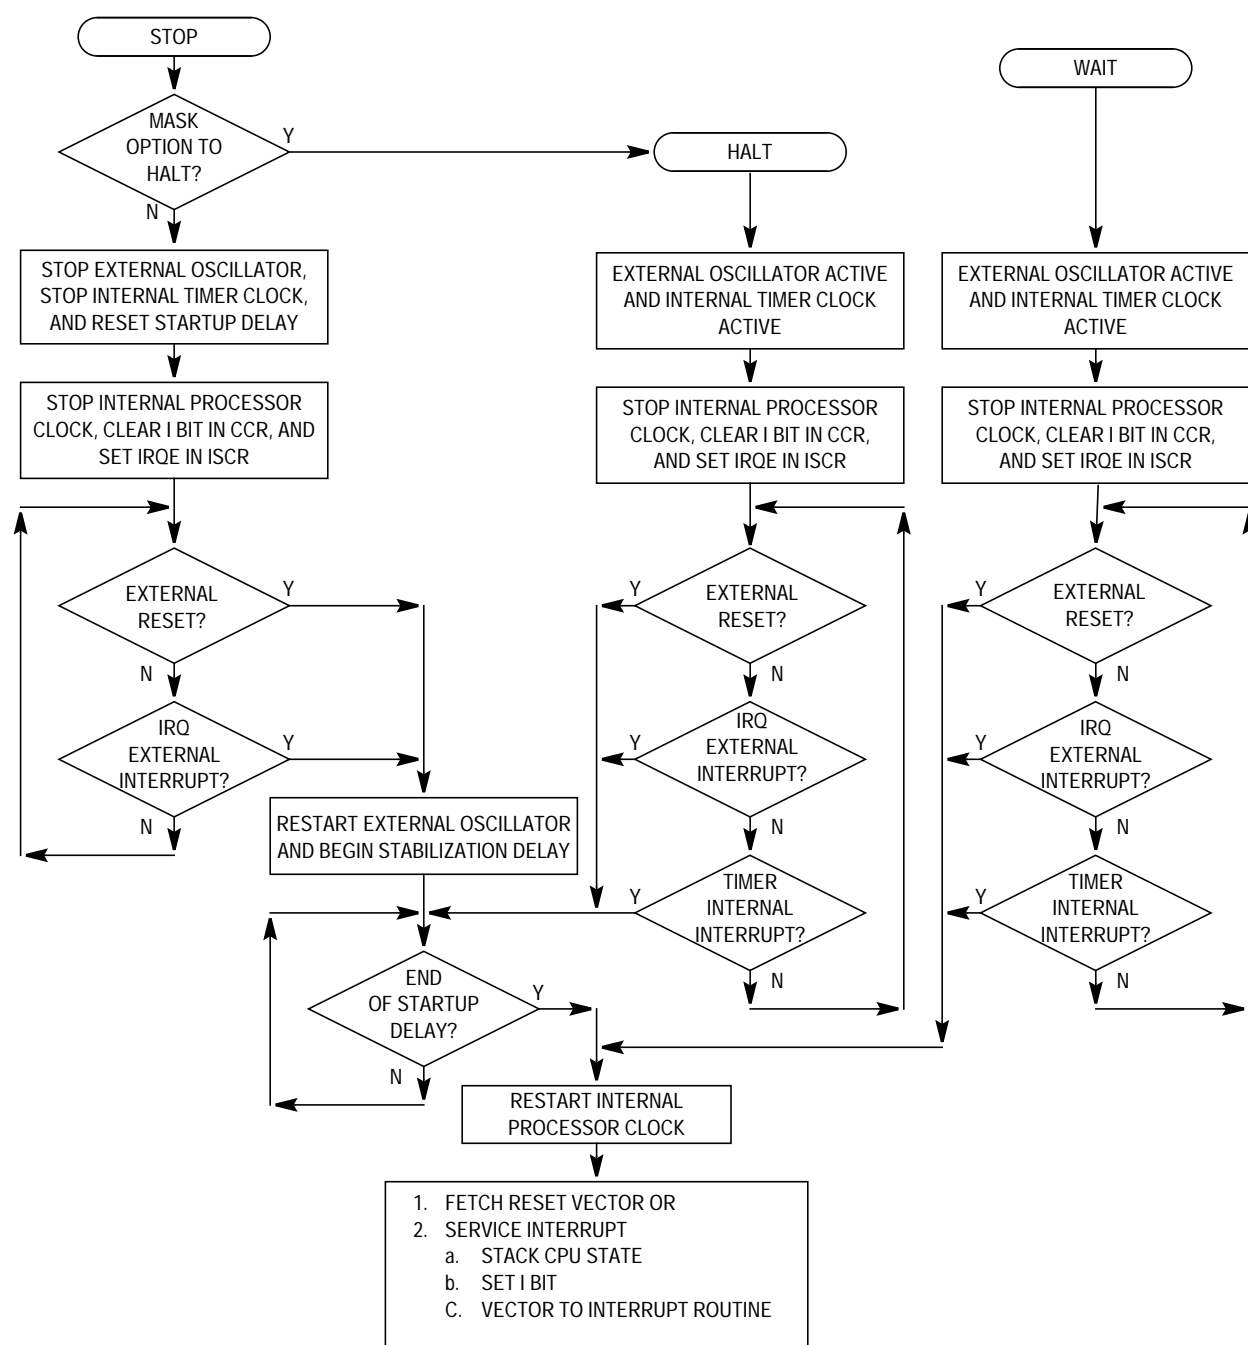 STOP
MASK
OPTION TO
HALT?
Y
N
STOP EXTERNAL OSCILLATOR,
STOP INTERNAL TIMER CLOCK,
AND RESET STARTUP DELAY
STOP INTERNAL PROCESSOR
CLOCK, CLEAR I BIT IN CCR, AND
SET IRQE IN ISCR
EXTERNAL
RESET?
Y
N
IRQ
EXTERNAL
INTERRUPT?
Y
N
RESTART EXTERNAL OSCILLATOR
AND BEGIN STABILIZATION DELAY
END
OF STARTUP
DELAY?
Y
N
HALT
EXTERNAL OSCILLATOR ACTIVE
AND INTERNAL TIMER CLOCK
ACTIVE
STOP INTERNAL PROCESSOR
CLOCK, CLEAR I BIT IN CCR,
AND SET IRQE IN ISCR
Y
EXTERNAL
RESET?
N
Y
IRQ
EXTERNAL
INTERRUPT?
N
Y
TIMER
INTERNAL
INTERRUPT?
N
WAIT
EXTERNAL OSCILLATOR ACTIVE
AND INTERNAL TIMER CLOCK
ACTIVE
STOP INTERNAL PROCESSOR
CLOCK, CLEAR I BIT IN CCR,
AND SET IRQE IN ISCR
Y
EXTERNAL
RESET?
N
Y
IRQ
EXTERNAL
INTERRUPT?
N
Y
TIMER
INTERNAL
INTERRUPT?
N
RESTART INTERNAL
PROCESSOR CLOCK
1. FETCH RESET VECTOR OR
2. SERVICE INTERRUPT
a. STACK CPU STATE
b. SET I BIT
C. VECTOR TO INTERRUPT ROUTINE